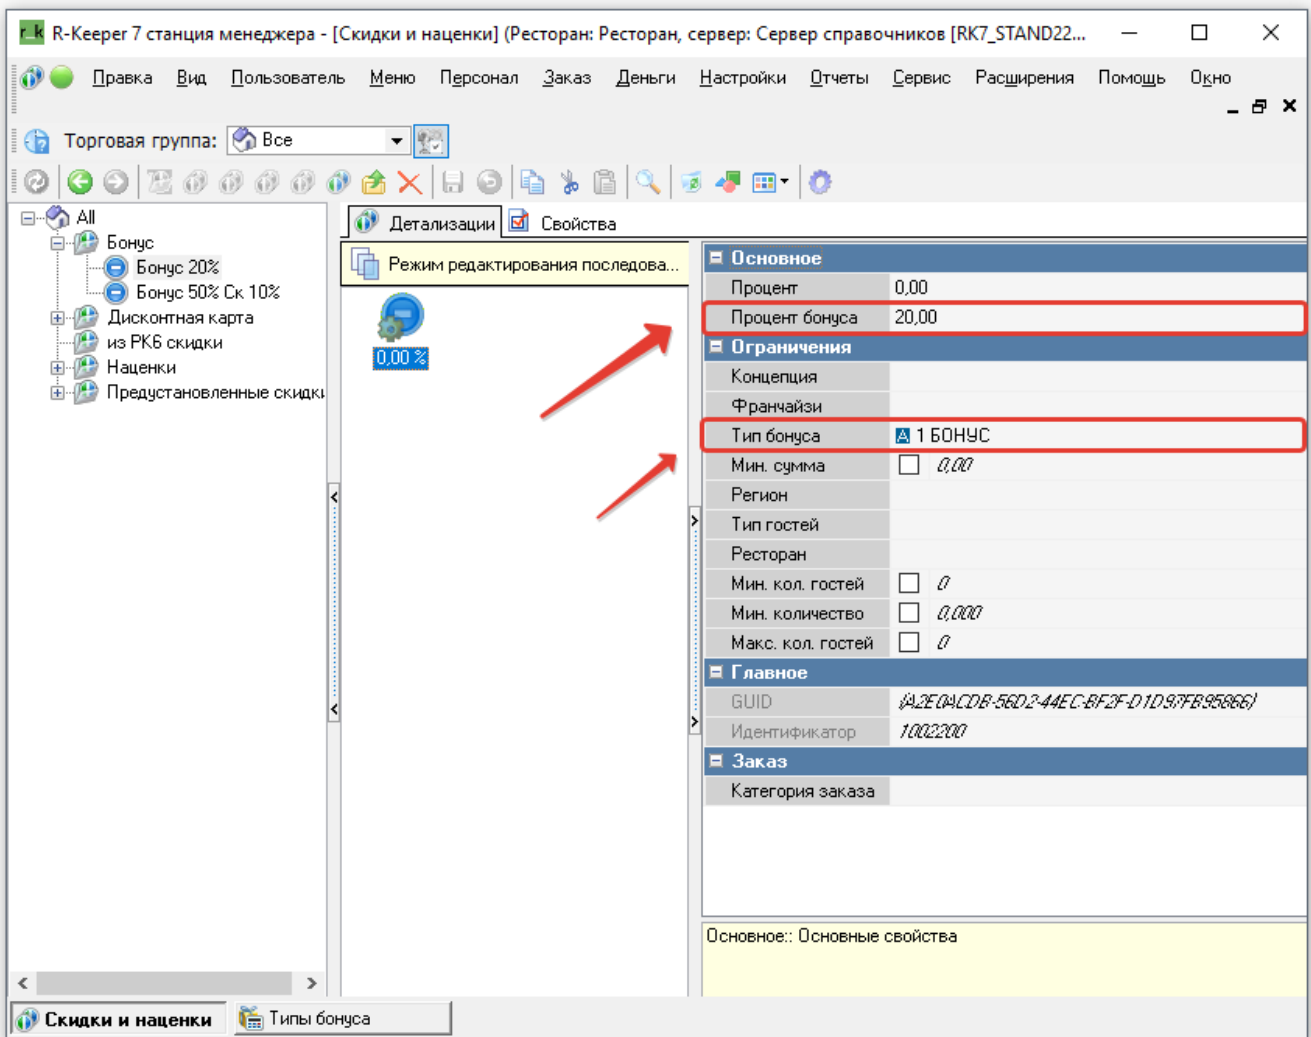 R-Keeper 7 станция менеджера - [Скидки и наценки] (Ресторан: Ресторан, сервер: Сервер справочников [RK7_STAND22...
Правка Вид Пользователь Меню Персонал Заказ Деньги Настройки Отчеты Сервис Расширения Помощь Окно
Торговая группа: Все
All
Бонус
Бонус 20%
Бонус 50% Ск 10%
Дисконтная карта
из РК6 скидки
Наценки
Предустановленные скидки
Детализации Свойства
Режим редактирования последова...
0,00 %
Основное
Процент 0,00
Процент бонуса 20,00
Ограничения
Концепция
Франчайзи
Тип бонуса A 1 БОНУС
Мин. сумма 0,00
Регион
Тип гостей
Ресторан
Мин. кол. гостей 0
Мин. количество 0,000
Макс. кол. гостей 0
Главное
GUID {A2E0ACDB-56D2-44EC-BF2F-D1D97FB95866}
Идентификатор 1002200
Заказ
Категория заказа
Основное:: Основные свойства
Скидки и наценки Типы бонуса